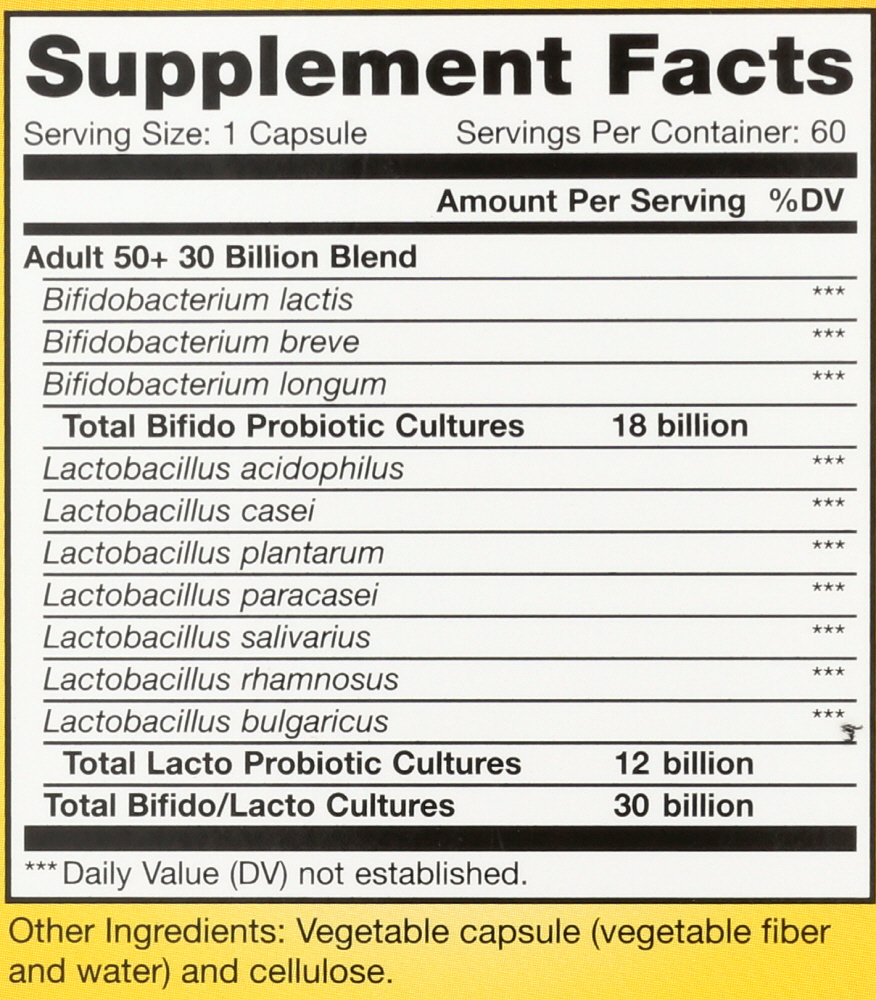 Supplement Facts
Serving Size: 1 Capsule Servings Per Container: 60
Amount Per Serving %DV
Adult 50+ 30 Billion Blend
Bifidobacterium lactis ***
Bifidobacterium breve ***
Bifidobacterium longum ***
Total Bifido Probiotic Cultures 18 billion
Lactobacillus acidophilus ***
Lactobacillus casei ***
Lactobacillus plantarum ***
Lactobacillus paracasei ***
Lactobacillus salivarius ***
Lactobacillus rhamnosus ***
Lactobacillus bulgaricus ***
Total Lacto Probiotic Cultures 12 billion
Total Bifido/Lacto Cultures 30 billion
*** Daily Value (DV) not established.
Other Ingredients: Vegetable capsule (vegetable fiber
and water) and cellulose.